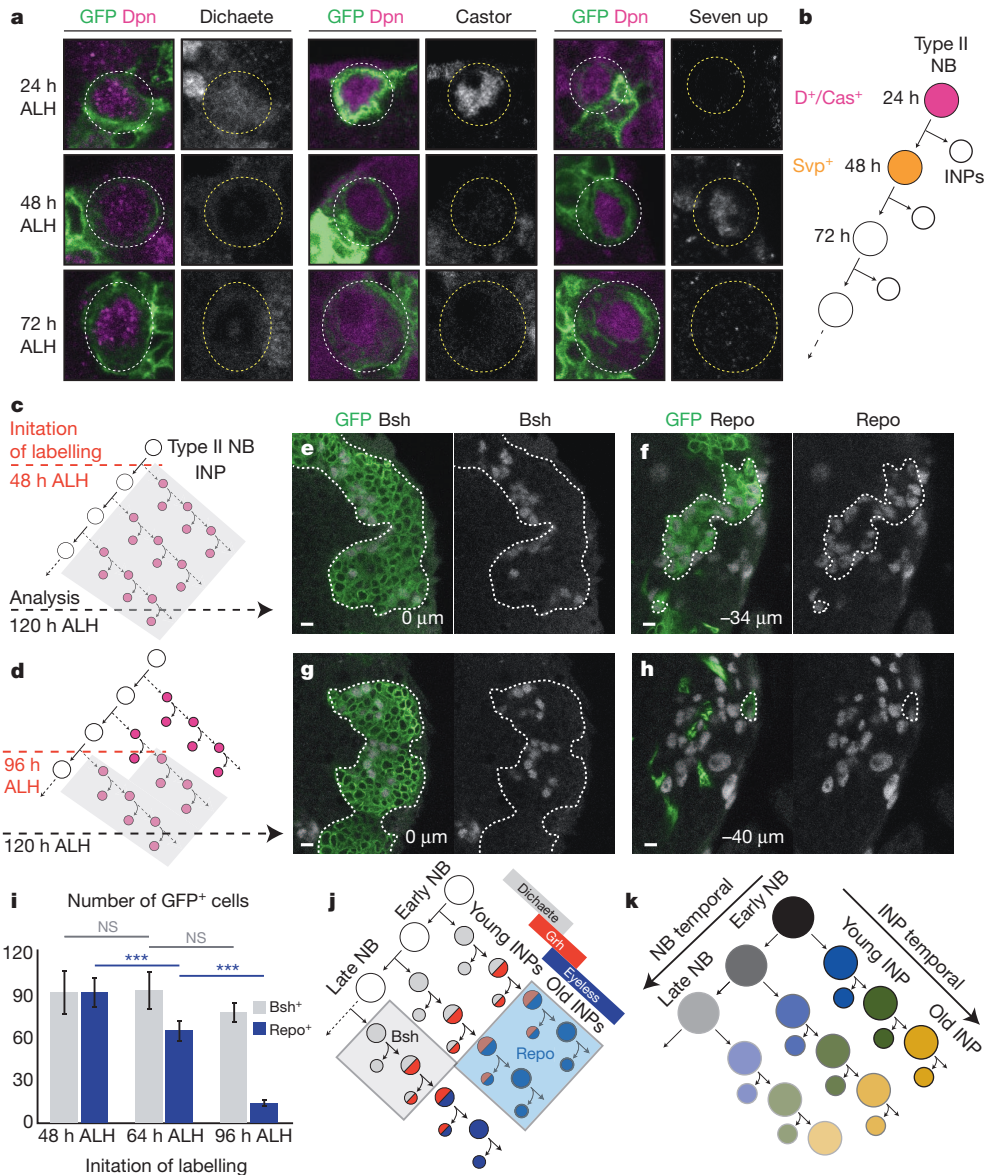 a
GFP Dpn
Dichaete
GFP Dpn
Castor
GFP Dpn
Seven up
24 h
ALH
48 h
ALH
72 h
ALH
b
Type II
NB
D+/Cas+
24 h
INPs
Svp+
48 h
72 h
c
Initation
of labelling
48 h ALH
Type II NB
INP
Analysis
120 h ALH
GFP Bsh
Bsh
GFP Repo
Repo
e
0 µm
f
–34 µm
d
96 h
ALH
120 h ALH
g
0 µm
h
–40 µm
i
Number of GFP+ cells
NS
NS
***
***
120
90
60
30
0
Bsh+
Repo+
48 h ALH
64 h ALH
96 h ALH
Initation of labelling
j
Early NB
Late NB
Young INPs
Old INPs
Dichaete
Grh
Eyeless
Bsh
Repo
k
NB temporal
Early NB
Late NB
INP temporal
Young INP
Old INP